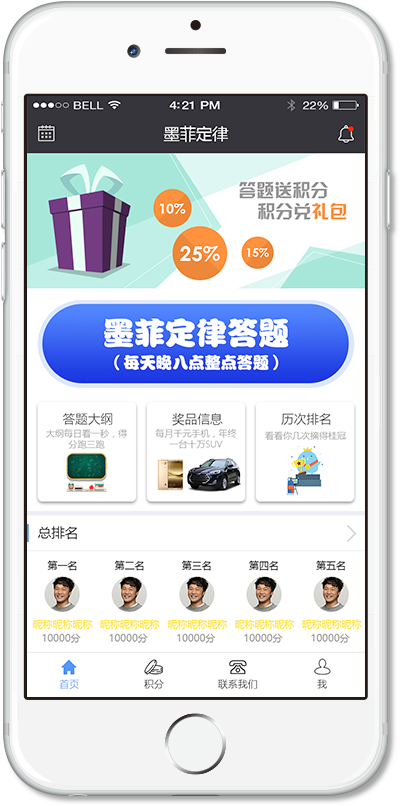 ●●●○○ BELL 4:21 PM 22%
墨菲定律
答题送积分
积分兑礼包
10%
25%
15%
墨菲定律答题
（每天晚八点整点答题）
答题大纲
大纲每日看一秒，得
分跑三跑
奖品信息
每月千元手机，年终
一台十万SUV
历次排名
看看你几次摘得桂冠
总排名
第一名 第二名 第三名 第四名 第五名
昵称昵称昵称 昵称昵称昵称 昵称昵称昵称 昵称昵称昵称 昵称昵称昵称
10000分 10000分 10000分 10000分 10000分
首页 积分 联系我们 我